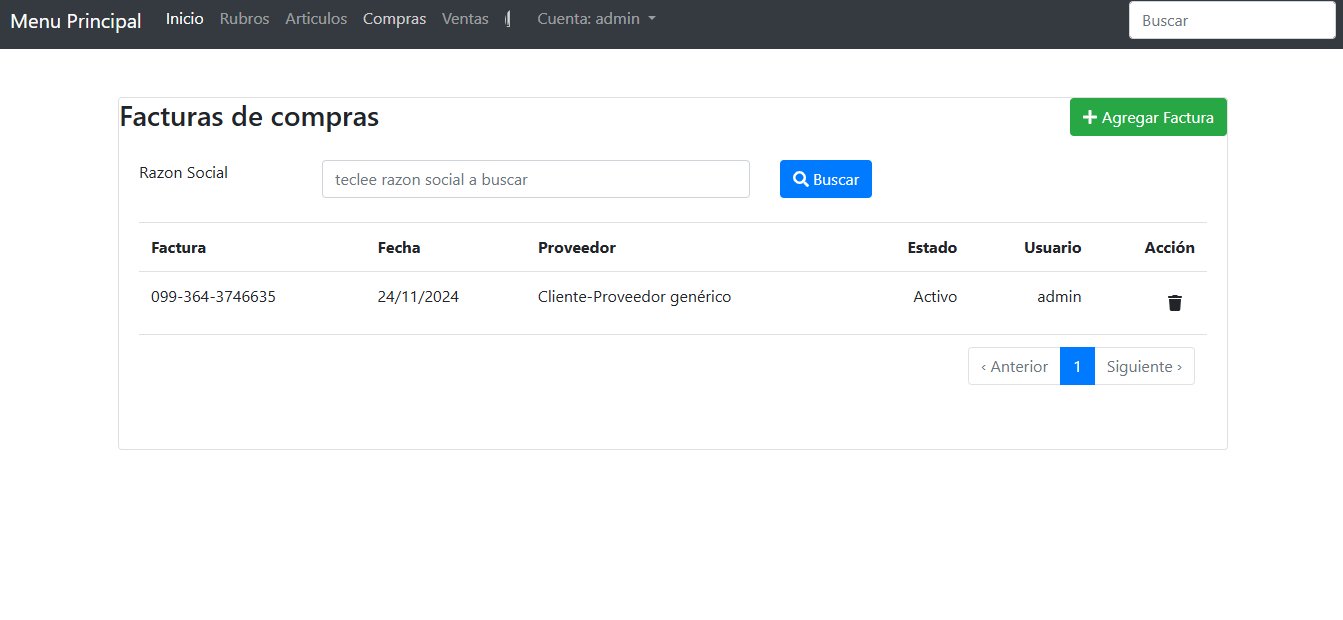 Menu Principal Inicio Rubros Articulos Compras Ventas Cuenta: admin Buscar
Facturas de compras Agregar Factura
Razon Social teclee razon social a buscar Buscar
Factura Fecha Proveedor Estado Usuario Acción
099-364-3746635 24/11/2024 Cliente-Proveedor genérico Activo admin
‹ Anterior 1 Siguiente ›